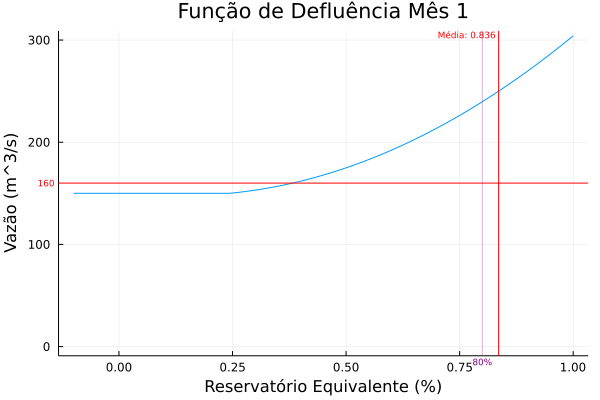 Função de Defluência Mês 1
Média: 0.836
300
200
160
100
0
Vazão (m^3/s)
0.00
0.25
0.50
0.75
80%
1.00
Reservatório Equivalente (%)